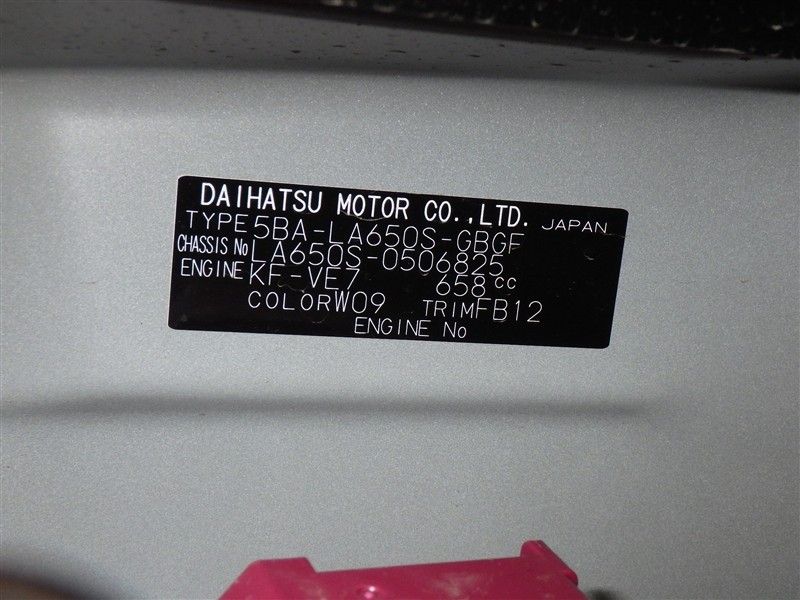 DAIHATSU MOTOR CO.,LTD. JAPAN
TYPE 5BA-LA650S-GBGF
CHASSIS No LA650S-0506825
ENGINE KF-VE7 658 cc
COLOR W09 TRIM FB12
ENGINE No